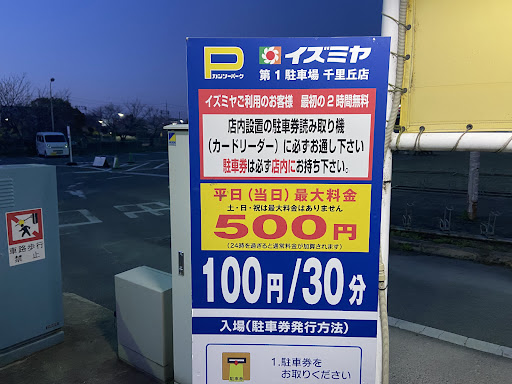 P イズミヤ
第1駐車場 千里丘店
イズミヤご利用のお客様 最初の2時間無料
店内設置の駐車券読み取り機
(カードリーダー)に必ずお通し下さい
駐車券は必ず店内にお持ち下さい。
平日(当日)最大料金
土・日・祝は最大料金はありません
500円
(24時を過ぎると通常料金が加算されます)
100円/30分
入場(駐車券発行方法)
1.駐車券を
お取りください
駐車券
車路歩行
禁止